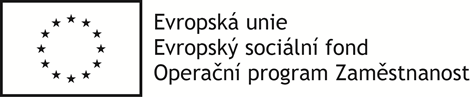 Evropská unie
Evropský sociální fond
Operační program Zaměstnanost